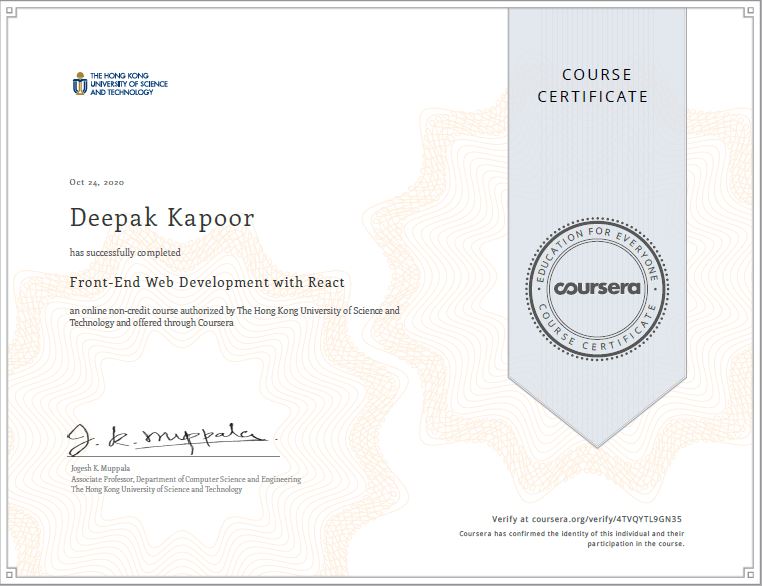 THE HONG KONG
UNIVERSITY OF SCIENCE
AND TECHNOLOGY
COURSE
CERTIFICATE
Oct 24, 2020
Deepak Kapoor
has successfully completed
Front-End Web Development with React
an online non-credit course authorized by The Hong Kong University of Science and
Technology and offered through Coursera
EDUCATION FOR EVERYONE
coursera
COURSE CERTIFICATE
J. K. Muppala
Jogesh K. Muppala
Associate Professor, Department of Computer Science and Engineering
The Hong Kong University of Science and Technology
Verify at coursera.org/verify/4TVQYTL9GN35
Coursera has confirmed the identity of this individual and their
participation in the course.